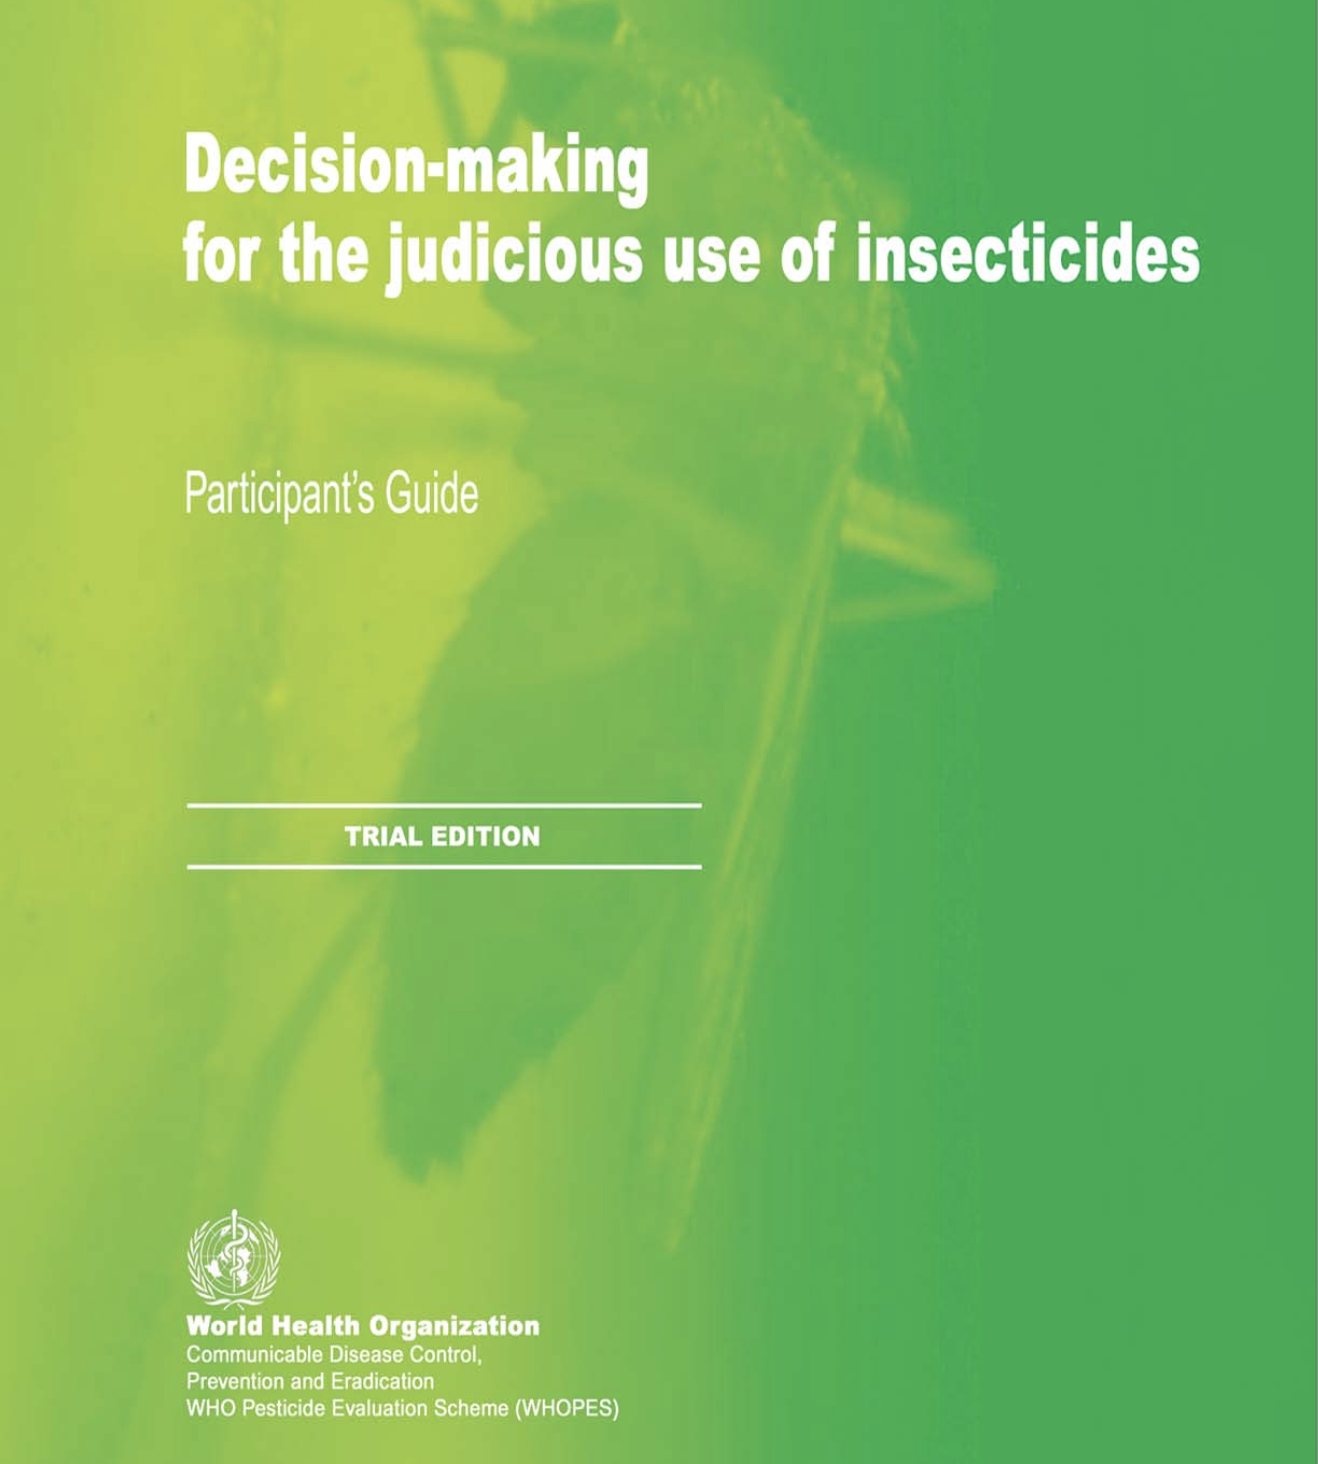 Decision-making
for the judicious use of insecticides
Participant’s Guide
TRIAL EDITION
World Health Organization
Communicable Disease Control,
Prevention and Eradication
WHO Pesticide Evaluation Scheme (WHOPES)